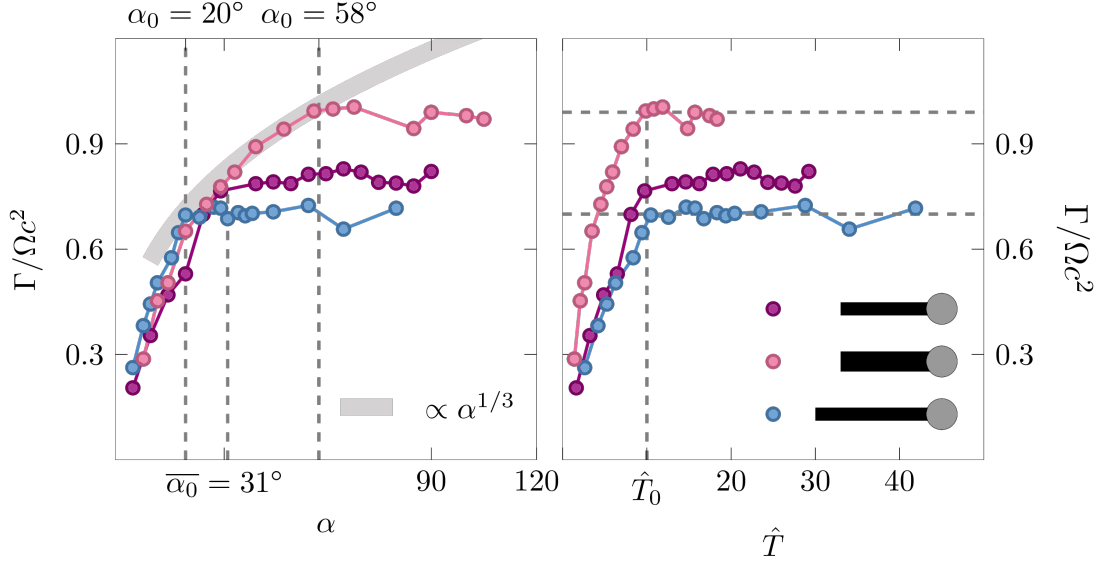 α₀ = 20° α₀ = 58°
Γ/Ωc²
0.9
0.6
0.3
∝ α^{1/3}
\overline{α₀} = 31° 90 120
α
0.9
0.6
0.3
Γ/Ωc²
T̂₀ 20 30 40
T̂